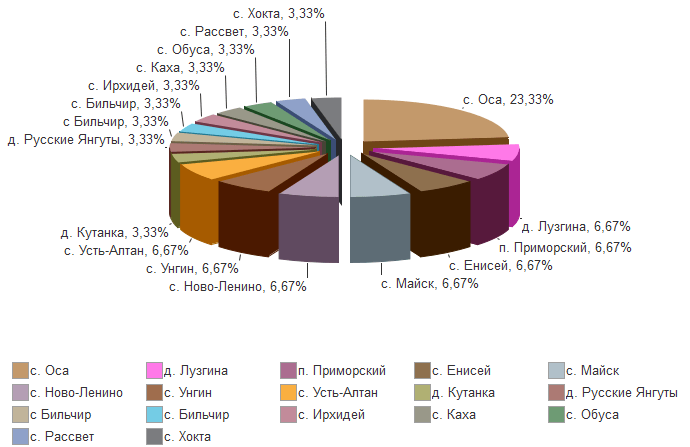 с. Хокта, 3,33%
с. Рассвет, 3,33%
с. Обуса, 3,33%
с. Каха, 3,33%
с. Ирхидей, 3,33%
с. Бильчир, 3,33%
с Бильчир, 3,33%
д. Русские Янгуты, 3,33%
с. Оса, 23,33%
д. Кутанка, 3,33%
с. Усть-Алтан, 6,67%
с. Унгин, 6,67%
с. Ново-Ленино, 6,67%
д. Лузгина, 6,67%
п. Приморский, 6,67%
с. Енисей, 6,67%
с. Майск, 6,67%
с. Оса д. Лузгина п. Приморский с. Енисей с. Майск
с. Ново-Ленино с. Унгин с. Усть-Алтан д. Кутанка д. Русские Янгуты
с Бильчир с. Бильчир с. Ирхидей с. Каха с. Обуса
с. Рассвет с. Хокта